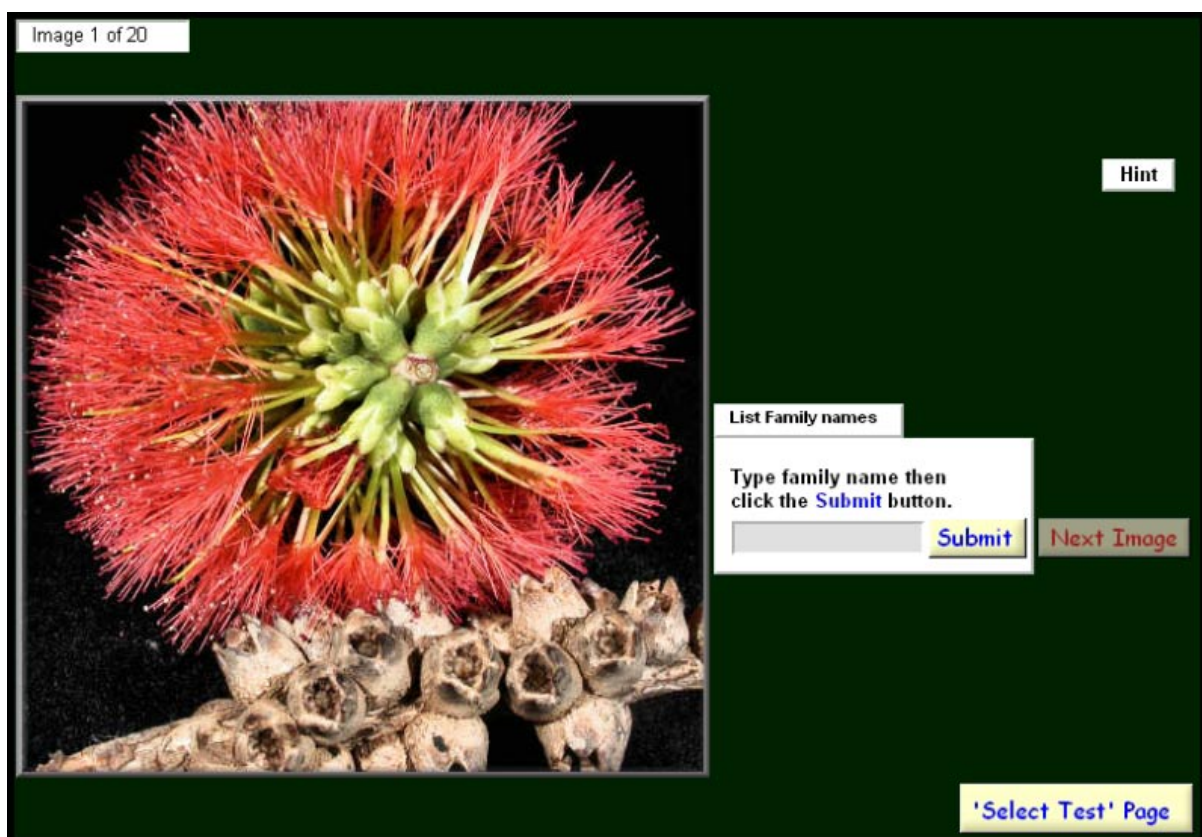 Image 1 of 20
Hint
List Family names
Type family name then
click the Submit button.
Submit
Next Image
'Select Test' Page